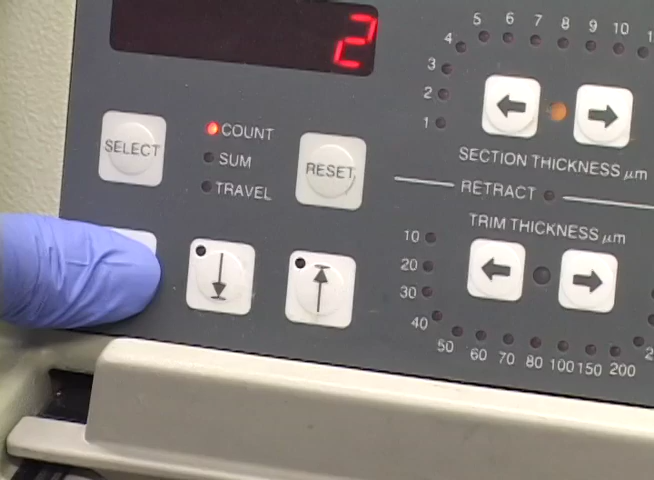 2
SELECT
COUNT
SUM
TRAVEL
RESET
4 5 6 7 8 9 10
3
2
1
SECTION THICKNESS µm
RETRACT
TRIM THICKNESS µm
10
20
30
40
50 60 70 80 100 150 200